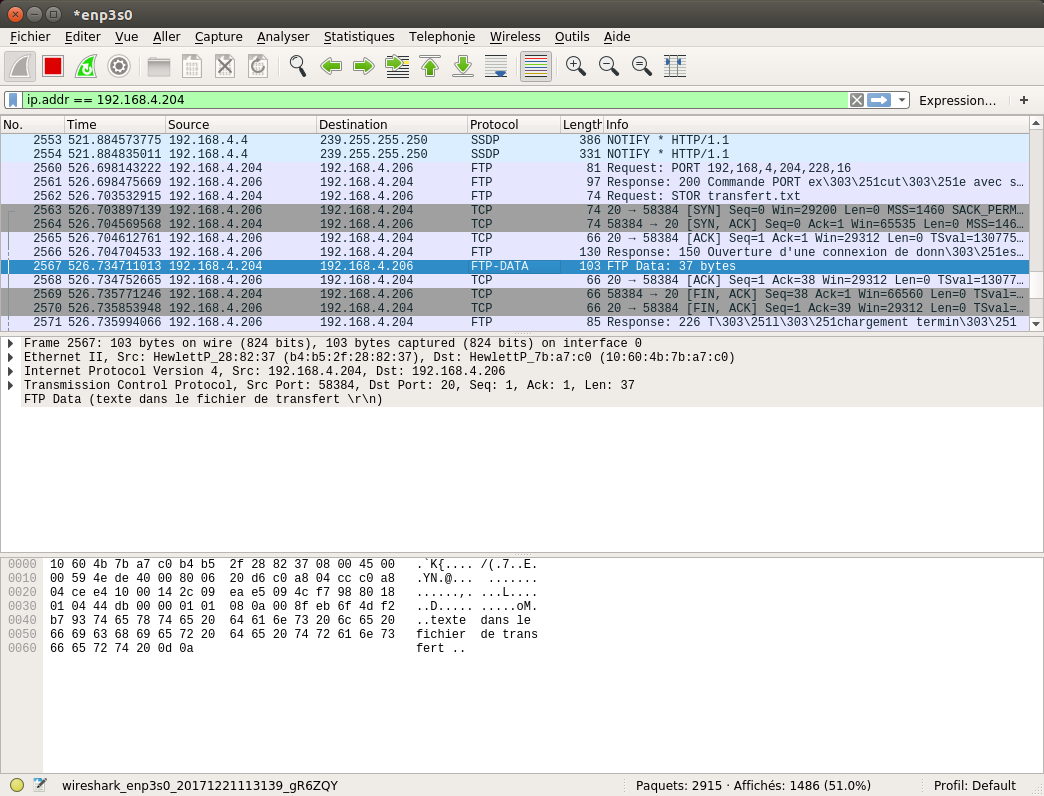 *enp3s0
Fichier Editer Vue Aller Capture Analyser Statistiques Telephonie Wireless Outils Aide
ip.addr == 192.168.4.204 Expression… +
No. Time Source Destination Protocol Length Info
2553 521.884573775 192.168.4.4 239.255.255.250 SSDP 386 NOTIFY * HTTP/1.1
2554 521.884835011 192.168.4.4 239.255.255.250 SSDP 331 NOTIFY * HTTP/1.1
2560 526.698143222 192.168.4.204 192.168.4.206 FTP 81 Request: PORT 192,168,4,204,228,16
2561 526.698475669 192.168.4.206 192.168.4.204 FTP 97 Response: 200 Commande PORT ex\303\251cut\303\251e avec s…
2562 526.703532915 192.168.4.204 192.168.4.206 FTP 74 Request: STOR transfert.txt
2563 526.703897139 192.168.4.206 192.168.4.204 TCP 74 20 → 58384 [SYN] Seq=0 Win=29200 Len=0 MSS=1460 SACK_PERM…
2564 526.704569568 192.168.4.204 192.168.4.206 TCP 74 58384 → 20 [SYN, ACK] Seq=0 Ack=1 Win=65535 Len=0 MSS=146…
2565 526.704612761 192.168.4.206 192.168.4.204 TCP 66 20 → 58384 [ACK] Seq=1 Ack=1 Win=29312 Len=0 TSval=130775…
2566 526.704704533 192.168.4.206 192.168.4.204 FTP 130 Response: 150 Ouverture d'une connexion de donn\303\251es…
2567 526.734711013 192.168.4.204 192.168.4.206 FTP-DATA 103 FTP Data: 37 bytes
2568 526.734752665 192.168.4.206 192.168.4.204 TCP 66 20 → 58384 [ACK] Seq=1 Ack=38 Win=29312 Len=0 TSval=13077…
2569 526.735771246 192.168.4.204 192.168.4.206 TCP 66 58384 → 20 [FIN, ACK] Seq=38 Ack=1 Win=66560 Len=0 TSval=…
2570 526.735853948 192.168.4.206 192.168.4.204 TCP 66 20 → 58384 [FIN, ACK] Seq=1 Ack=39 Win=29312 Len=0 TSval=…
2571 526.735994066 192.168.4.206 192.168.4.204 FTP 85 Response: 226 T\303\251l\303\251chargement termin\303\251
Frame 2567: 103 bytes on wire (824 bits), 103 bytes captured (824 bits) on interface 0
Ethernet II, Src: HewlettP_28:82:37 (b4:b5:2f:28:82:37), Dst: HewlettP_7b:a7:c0 (10:60:4b:7b:a7:c0)
Internet Protocol Version 4, Src: 192.168.4.204, Dst: 192.168.4.206
Transmission Control Protocol, Src Port: 58384, Dst Port: 20, Seq: 1, Ack: 1, Len: 37
FTP Data (texte dans le fichier de transfert \r\n)
0000 10 60 4b 7b a7 c0 b4 b5 2f 28 82 37 08 00 45 00 .`K{.... /(.7..E.
0010 00 59 4e de 40 00 80 06 20 d6 c0 a8 04 cc c0 a8 .YN.@... .......
0020 04 ce e4 10 00 14 2c 09 ea e5 09 4c f7 98 80 18 ......,. ...L....
0030 01 04 44 db 00 00 01 01 08 0a 00 8f eb 6f 4d f2 ..D..... .....oM.
0040 b7 93 74 65 78 74 65 20 64 61 6e 73 20 6c 65 20 ..texte dans le
0050 66 69 63 68 69 65 72 20 64 65 20 74 72 61 6e 73 fichier de trans
0060 66 65 72 74 20 0d 0a fert ..
wireshark_enp3s0_20171221113139_gR6ZQY Paquets: 2915 · Affichés: 1486 (51.0%) Profil: Default